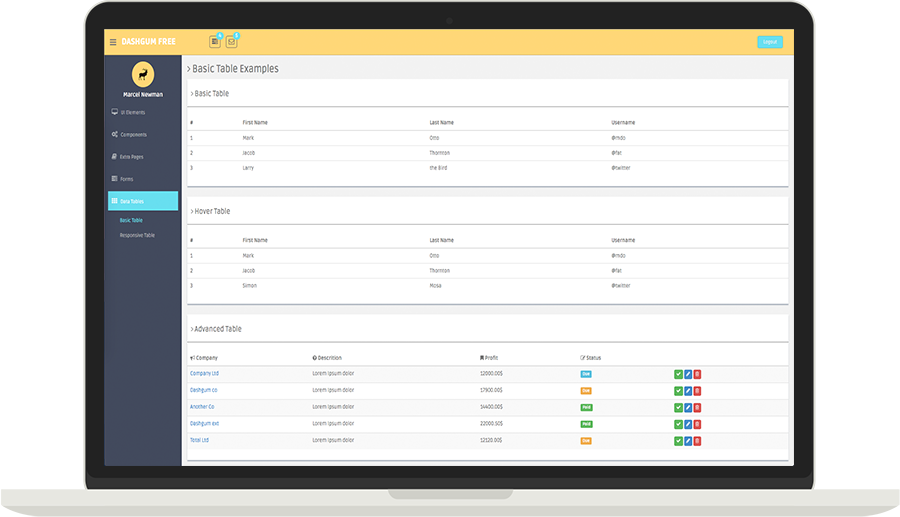 DASHGUM FREE
Logout
Marcel Newman
UI Elements
Components
Extra Pages
Forms
Data Tables
Basic Table
Responsive Table
> Basic Table Examples
> Basic Table
# First Name Last Name Username
1 Mark Otto @mdo
2 Jacob Thornton @fat
3 Larry the Bird @twitter
> Hover Table
# First Name Last Name Username
1 Mark Otto @mdo
2 Jacob Thornton @fat
3 Simon Mosa @twitter
> Advanced Table
Company Descrition Profit Status
Company Ltd Lorem Ipsum dolor 12000.00$ Due
Dashgum co Lorem Ipsum dolor 17900.00$ Due
Another Co Lorem Ipsum dolor 14400.00$ Paid
Dashgum ext Lorem Ipsum dolor 22000.50$ Paid
Total Ltd Lorem Ipsum dolor 12120.00$ Due